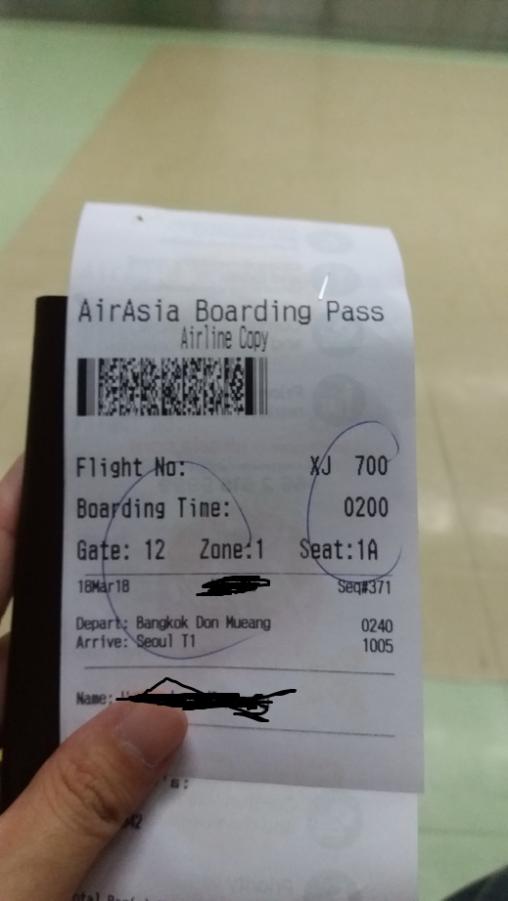 AirAsia Boarding Pass
Airline Copy
Flight No: XJ 700
Boarding Time: 0200
Gate: 12 Zone:1 Seat:1A
18Mar18 Seq#371
Depart: Bangkok Don Mueang 0240
Arrive: Seoul T1 1005
Name: